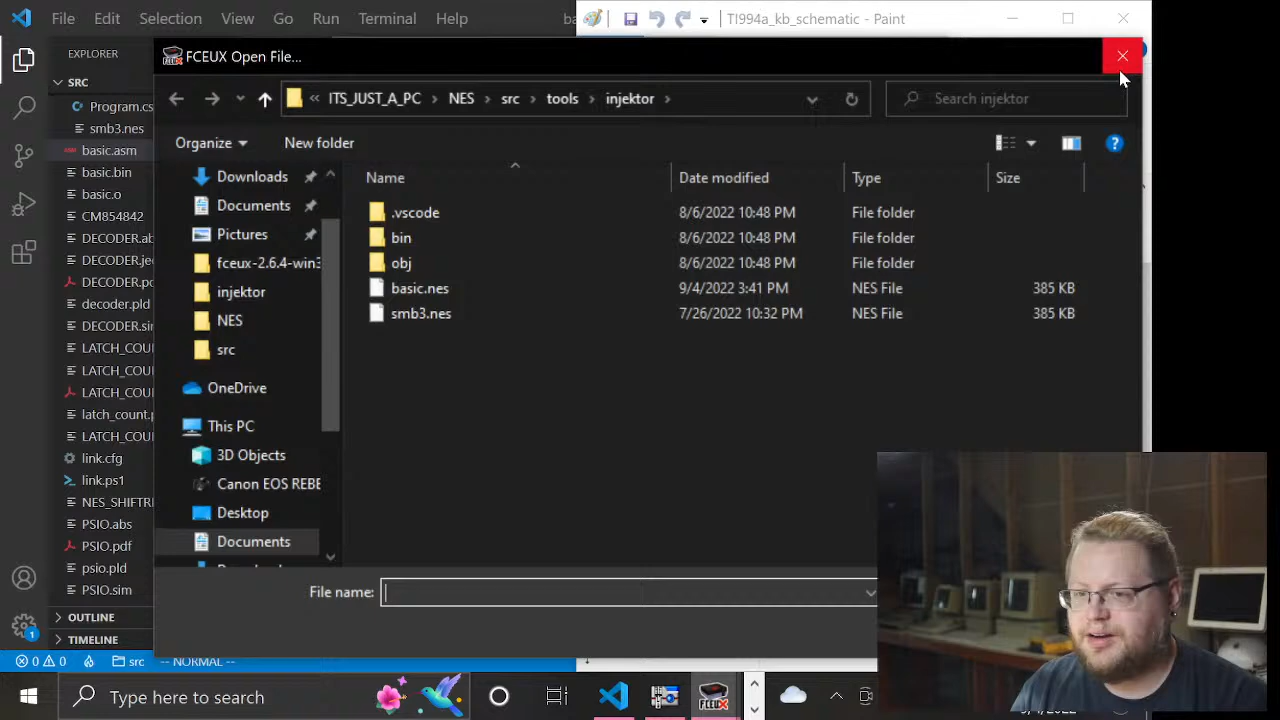 File Edit Selection View Go Run Terminal Help
TI994a_kb_schematic - Paint
EXPLORER
SRC
Program.cs
smb3.nes
basic.asm
basic.bin
basic.o
CM854842
DECODER.ab
DECODER.jed
DECODER.pd
decoder.pld
DECODER.sim
LATCH_COU
LATCH_COU
LATCH_COU
latch_count.p
LATCH_COU
link.cfg
link.ps1
NES_SHIFTR
PSIO.abs
PSIO.pdf
psio.pld
PSIO.sim
OUTLINE
TIMELINE
0 0 src -- NORMAL --
FCEUX Open File...
« ITS_JUST_A_PC > NES > src > tools > injektor >
Search injektor
Organize New folder
Downloads
Documents
Pictures
fceux-2.6.4-win3
injektor
NES
src
OneDrive
This PC
3D Objects
Canon EOS REBE
Desktop
Documents
Name Date modified Type Size
.vscode 8/6/2022 10:48 PM File folder
bin 8/6/2022 10:48 PM File folder
obj 8/6/2022 10:48 PM File folder
basic.nes 9/4/2022 3:41 PM NES File 385 KB
smb3.nes 7/26/2022 10:32 PM NES File 385 KB
File name:
1
Type here to search
FCEUX